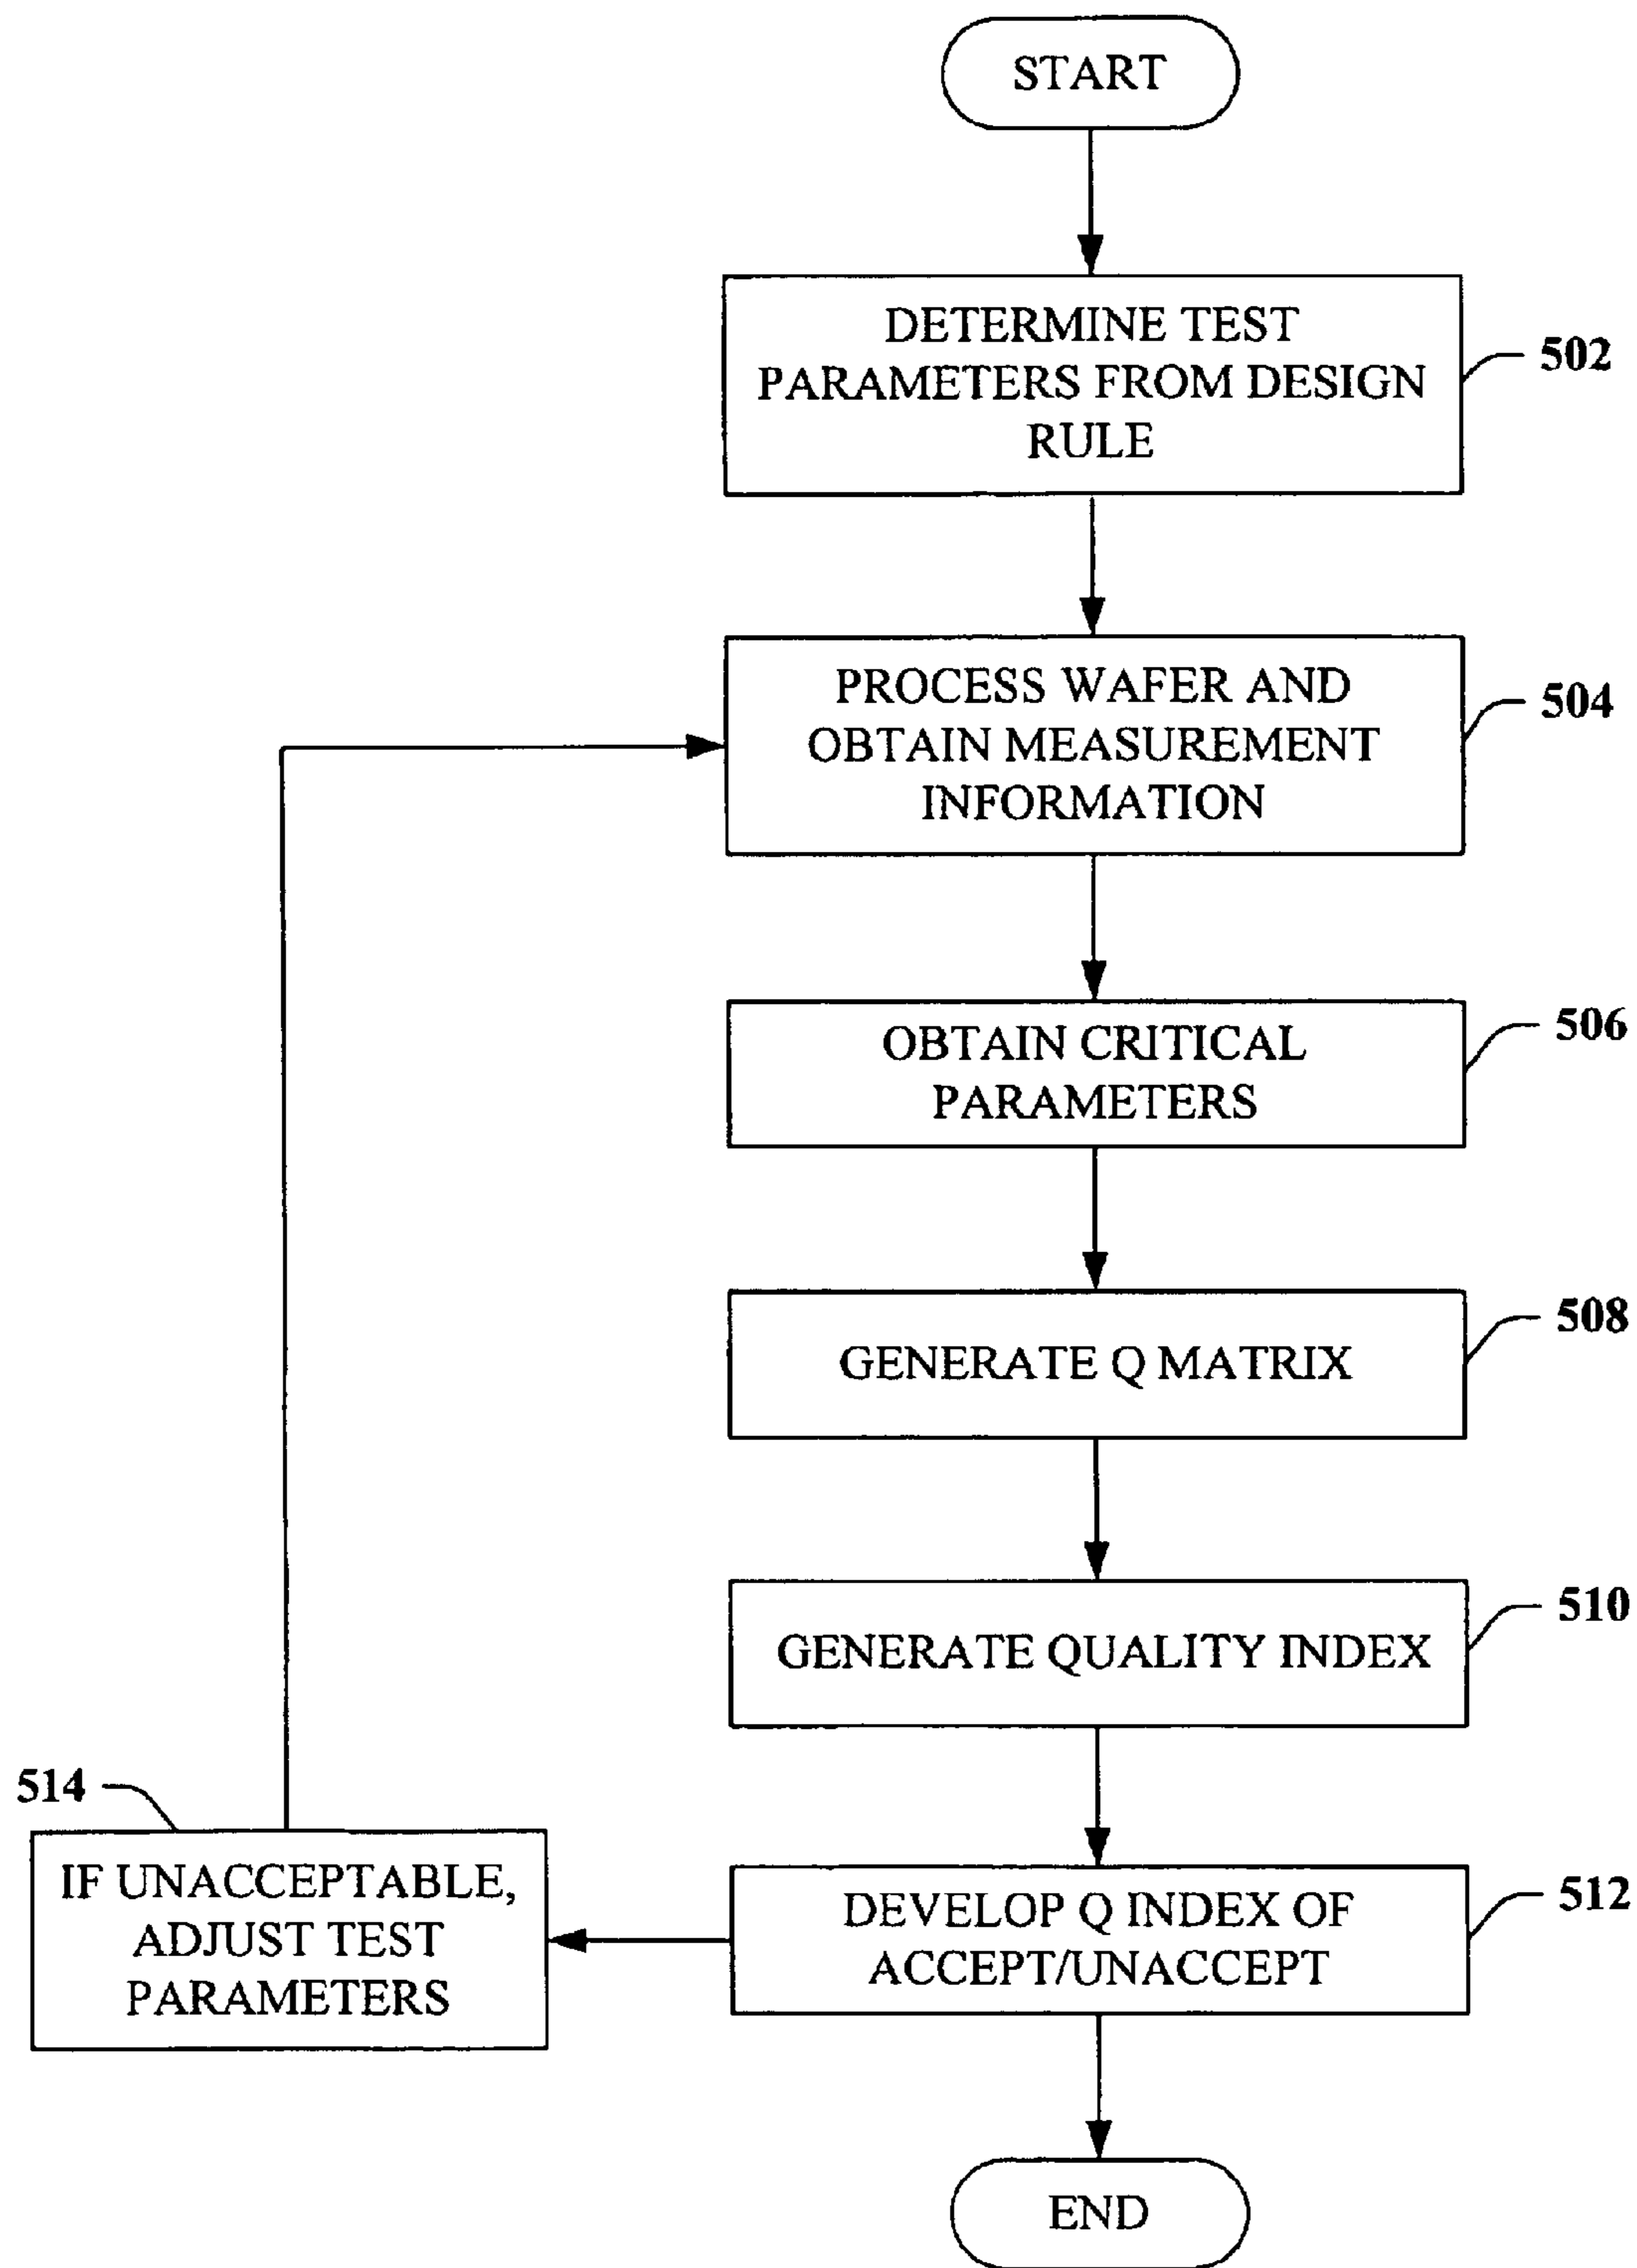 START
DETERMINE TEST
PARAMETERS FROM DESIGN
RULE
502
PROCESS WAFER AND
OBTAIN MEASUREMENT
INFORMATION
504
OBTAIN CRITICAL
PARAMETERS
506
GENERATE Q MATRIX
508
GENERATE QUALITY INDEX
510
514
IF UNACCEPTABLE,
ADJUST TEST
PARAMETERS
DEVELOP Q INDEX OF
ACCEPT/UNACCEPT
512
END